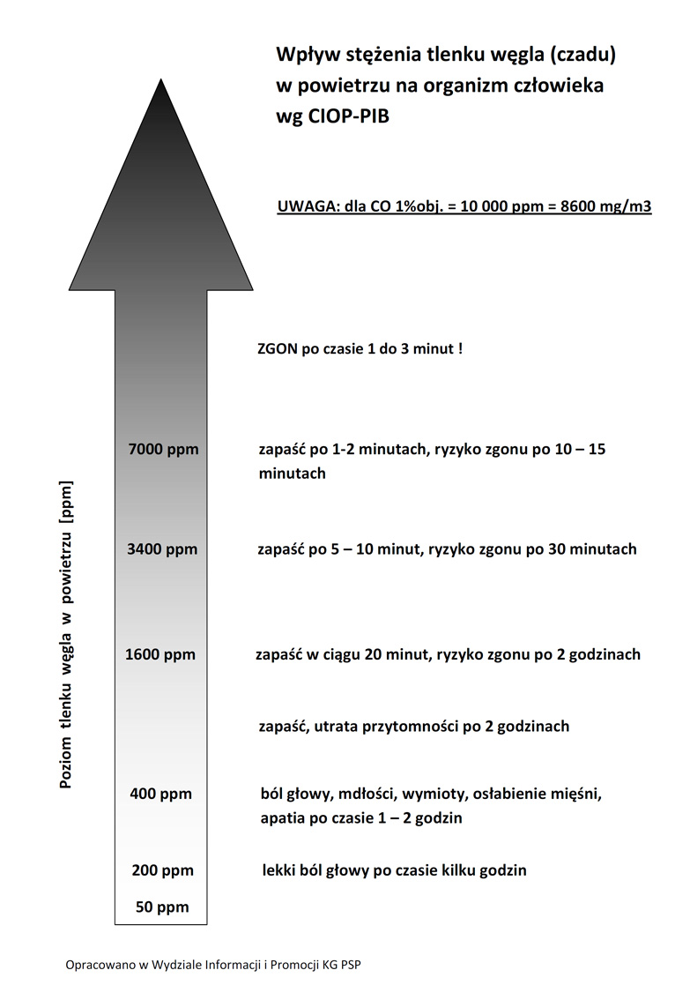 Wpływ stężenia tlenku węgla (czadu)
w powietrzu na organizm człowieka
wg CIOP-PIB
UWAGA: dla CO 1%obj. = 10 000 ppm = 8600 mg/m3
ZGON po czasie 1 do 3 minut !
7000 ppm
zapaść po 1-2 minutach, ryzyko zgonu po 10 – 15
minutach
3400 ppm
zapaść po 5 – 10 minut, ryzyko zgonu po 30 minutach
1600 ppm
zapaść w ciągu 20 minut, ryzyko zgonu po 2 godzinach
zapaść, utrata przytomności po 2 godzinach
400 ppm
ból głowy, mdłości, wymioty, osłabienie mięśni,
apatia po czasie 1 – 2 godzin
200 ppm
lekki ból głowy po czasie kilku godzin
50 ppm
Poziom tlenku węgla w powietrzu [ppm]
Opracowano w Wydziale Informacji i Promocji KG PSP